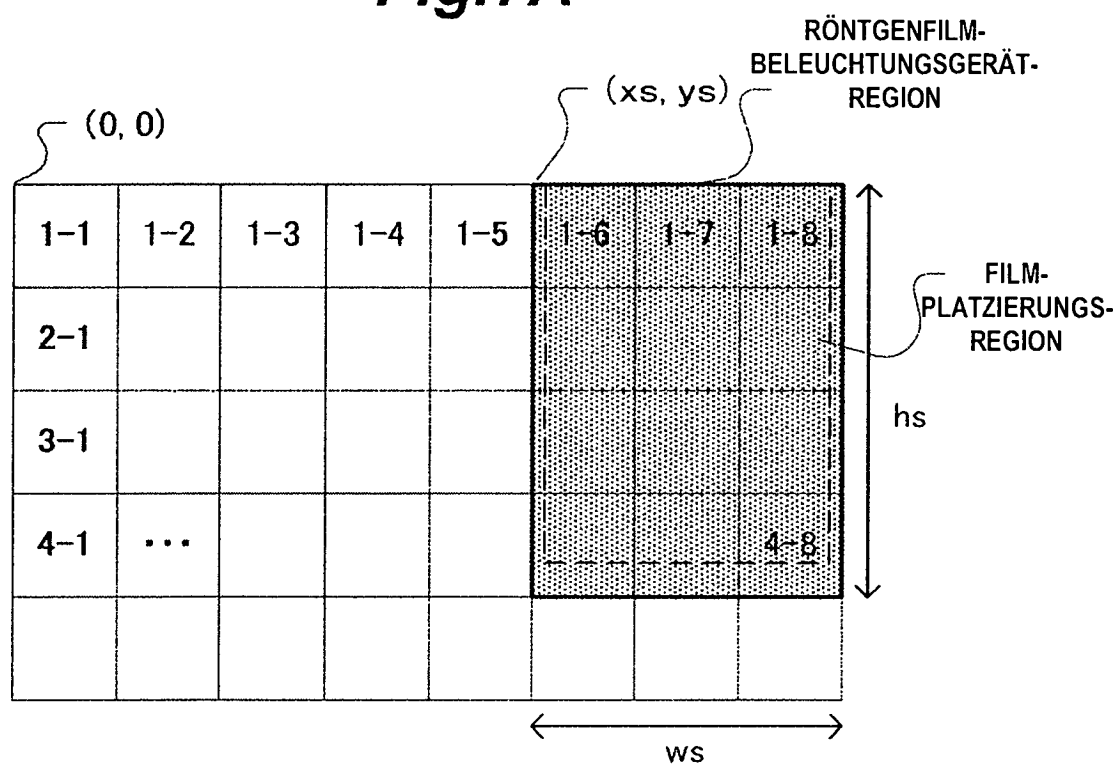 RÖNTGENFILM-
BELEUCHTUNGSGERÄT-
REGION
(xs, ys)
(0, 0)
1-1 1-2 1-3 1-4 1-5 1-6 1-7 1-8
2-1
FILM-
PLATZIERUNGS-
REGION
3-1
hs
4-1 ... 4-8
ws